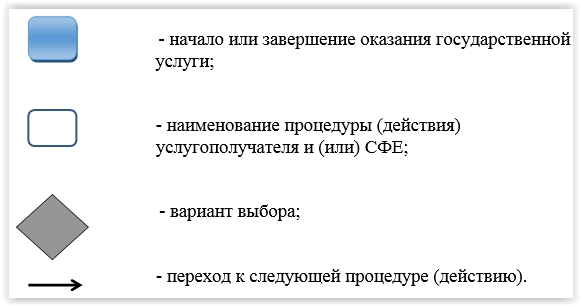 - начало или завершение оказания государственной
услуги;
- наименование процедуры (действия)
услугополучателя и (или) СФЕ;
- вариант выбора;
- переход к следующей процедуре (действию).